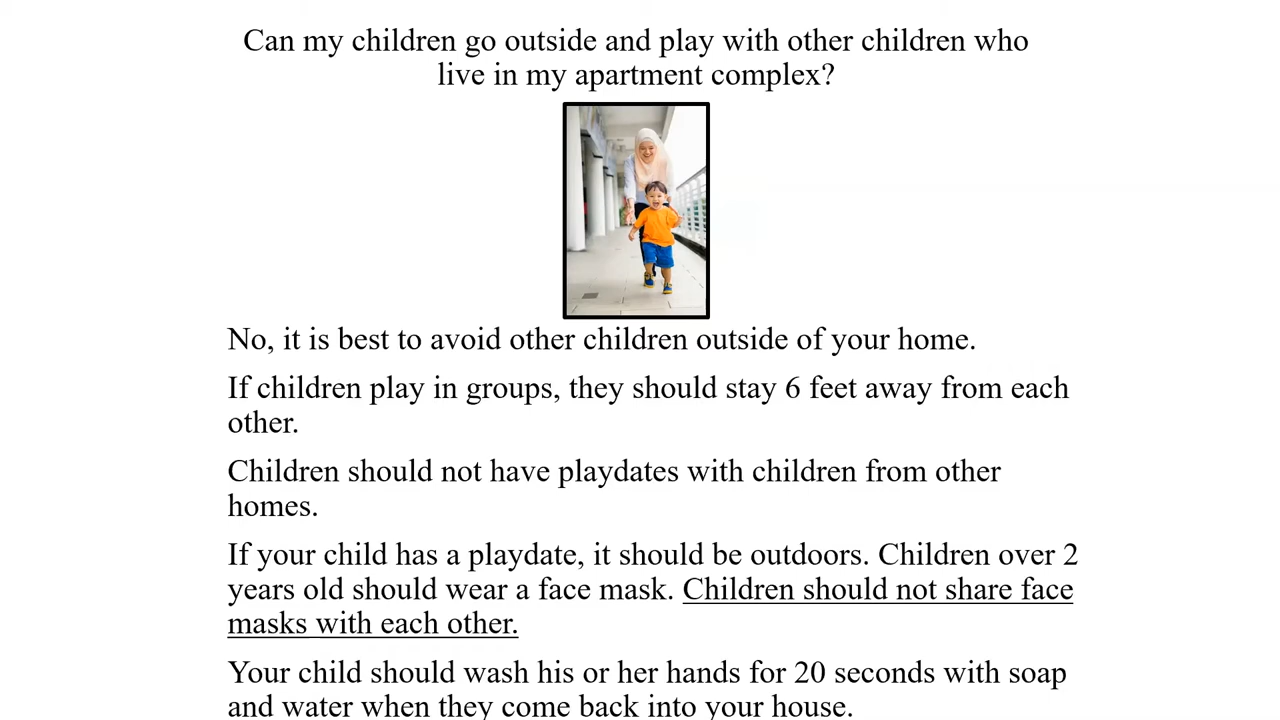 Can my children go outside and play with other children who
live in my apartment complex?
No, it is best to avoid other children outside of your home.
If children play in groups, they should stay 6 feet away from each
other.
Children should not have playdates with children from other
homes.
If your child has a playdate, it should be outdoors. Children over 2
years old should wear a face mask. Children should not share face
masks with each other.
Your child should wash his or her hands for 20 seconds with soap
and water when they come back into your house.